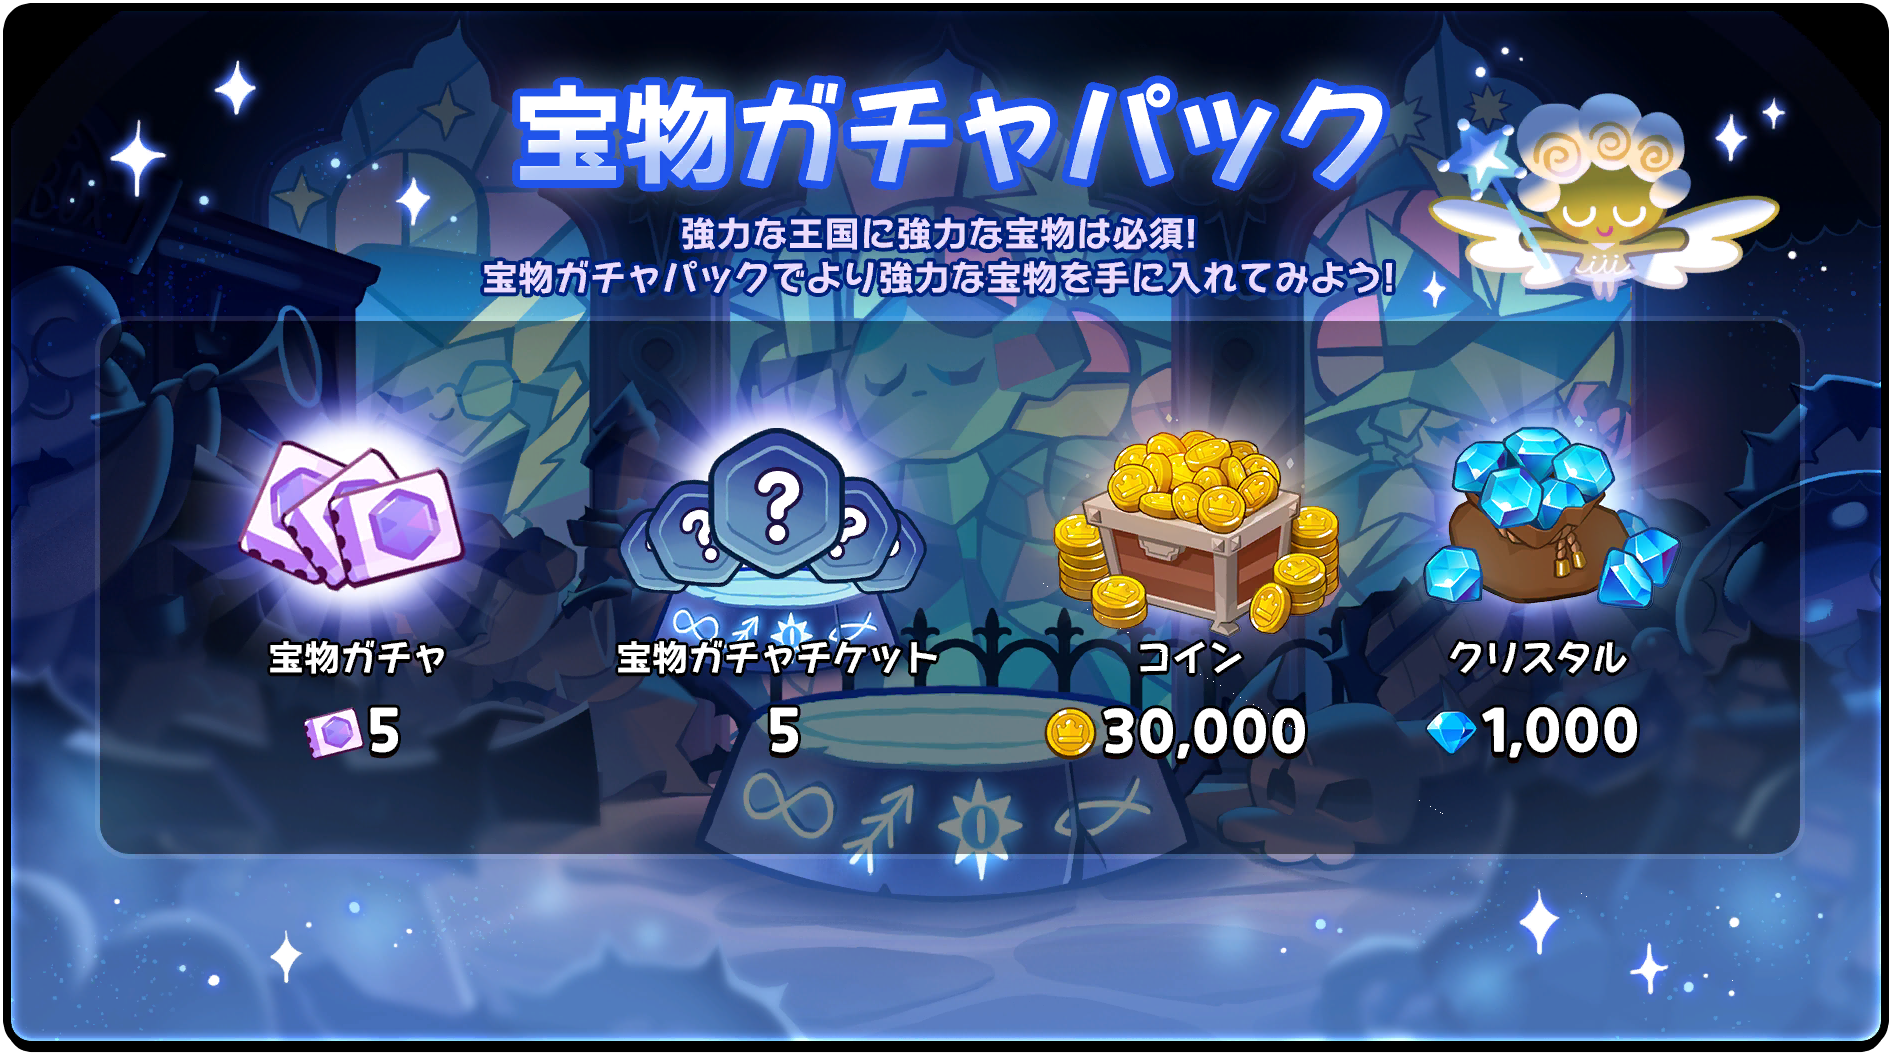 宝物ガチャパック
強力な王国に強力な宝物は必須!
宝物ガチャパックでより強力な宝物を手に入れてみよう!
? ? ?
宝物ガチャ 宝物ガチャチケット コイン クリスタル
5 5 30,000 1,000